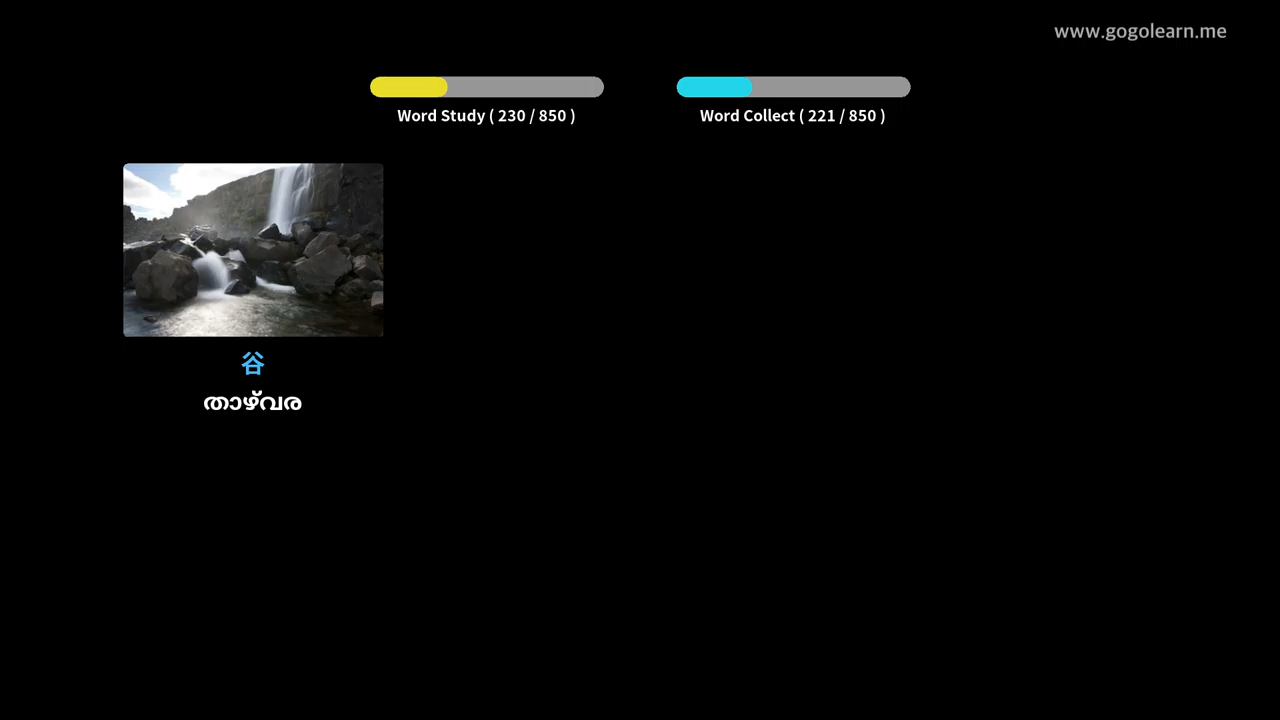 www.gogolearn.me
Word Study ( 230 / 850 )
Word Collect ( 221 / 850 )
谷
താഴ്‌വര